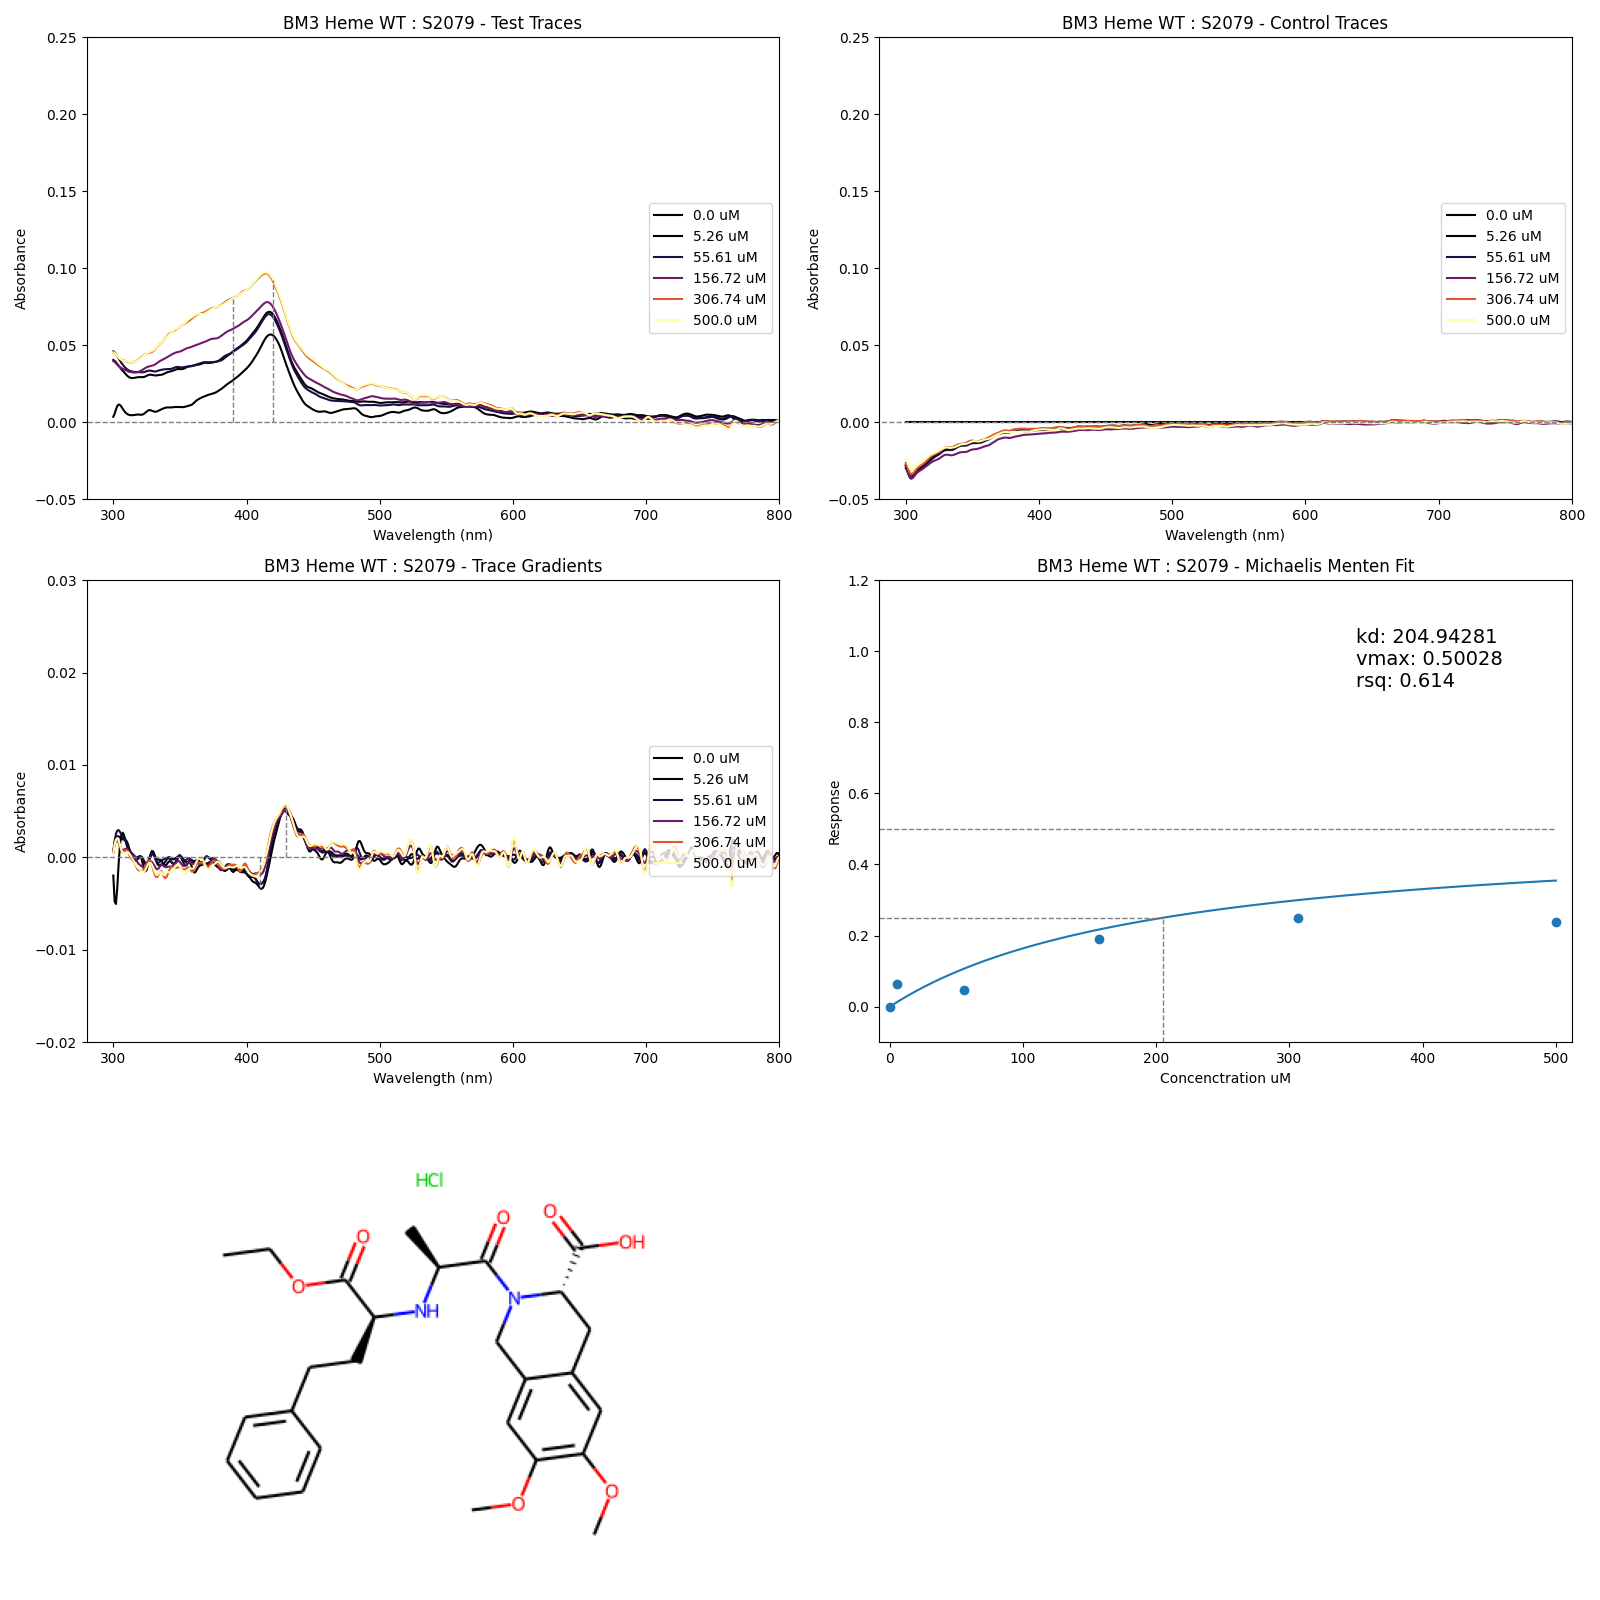 BM3 Heme WT : S2079 - Test Traces
0.25
0.20
0.15
0.10
0.05
0.00
−0.05
Absorbance
300 400 500 600 700 800
Wavelength (nm)
0.0 uM
5.26 uM
55.61 uM
156.72 uM
306.74 uM
500.0 uM
BM3 Heme WT : S2079 - Control Traces
0.25
0.20
0.15
0.10
0.05
0.00
−0.05
Absorbance
300 400 500 600 700 800
Wavelength (nm)
0.0 uM
5.26 uM
55.61 uM
156.72 uM
306.74 uM
500.0 uM
BM3 Heme WT : S2079 - Trace Gradients
0.03
0.02
0.01
0.00
−0.01
−0.02
Absorbance
300 400 500 600 700 800
Wavelength (nm)
0.0 uM
5.26 uM
55.61 uM
156.72 uM
306.74 uM
500.0 uM
BM3 Heme WT : S2079 - Michaelis Menten Fit
1.2
1.0
0.8
0.6
0.4
0.2
0.0
Response
0 100 200 300 400 500
Concenctration uM
kd: 204.94281
vmax: 0.50028
rsq: 0.614
HCl
O
O
O
OH
O
O
NH
N
O
O